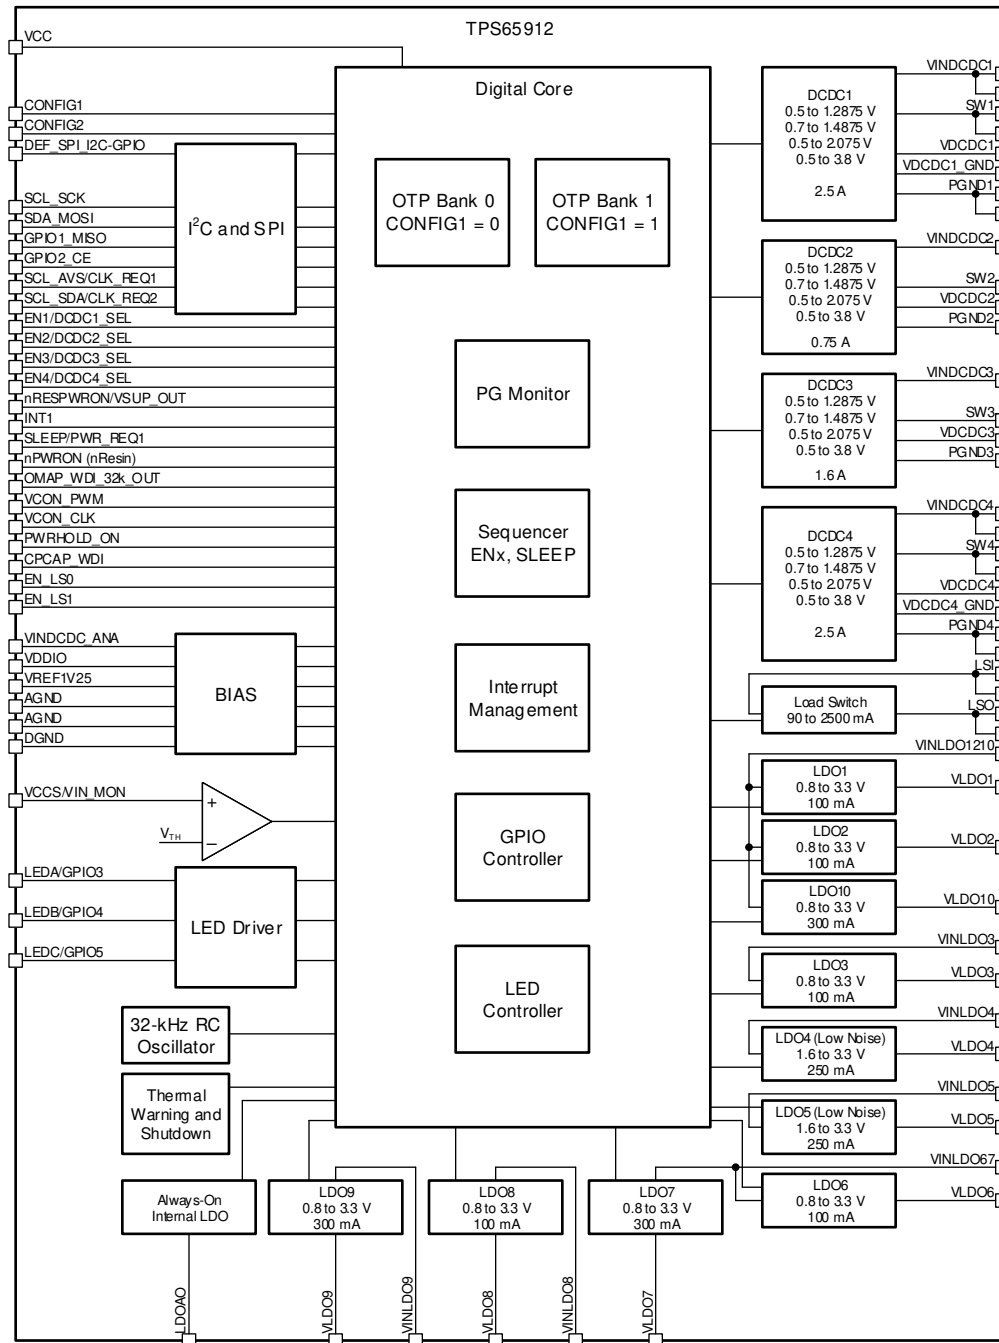 TPS65912
VCC
Digital Core
CONFIG1
CONFIG2
DEF_SPI_I2C-GPIO
SCL_SCK
SDA_MOSI
GPIO1_MISO
GPIO2_CE
SCL_AVS/CLK_REQ1
SCL_SDA/CLK_REQ2
EN1/DCDC1_SEL
EN2/DCDC2_SEL
EN3/DCDC3_SEL
EN4/DCDC4_SEL
nRESPWRON/VSUP_OUT
INT1
SLEEP/PWR_REQ1
nPWRON (nResin)
OMAP_WDI_32k_OUT
VCON_PWM
VCON_CLK
PWRHOLD_ON
CPCAP_WDI
EN_LS0
EN_LS1
VINDCDC_ANA
VDDIO
VREF1V25
AGND
AGND
DGND
VCCS/VIN_MON
VTH
+
−
LEDA/GPIO3
LEDB/GPIO4
LEDC/GPIO5
I²C and SPI
BIAS
LED Driver
32-kHz RC
Oscillator
Thermal
Warning and
Shutdown
Always-On
Internal LDO
OTP Bank 0
CONFIG1 = 0
OTP Bank 1
CONFIG1 = 1
PG Monitor
Sequencer
ENx, SLEEP
Interrupt
Management
GPIO
Controller
LED
Controller
DCDC1
0.5 to 1.2875 V
0.7 to 1.4875 V
0.5 to 2.075 V
0.5 to 3.8 V
2.5 A
VINDCDC1
SW1
VDCDC1
VDCDC1_GND
PGND1
DCDC2
0.5 to 1.2875 V
0.7 to 1.4875 V
0.5 to 2.075 V
0.5 to 3.8 V
0.75 A
VINDCDC2
SW2
VDCDC2
PGND2
DCDC3
0.5 to 1.2875 V
0.7 to 1.4875 V
0.5 to 2.075 V
0.5 to 3.8 V
1.6 A
VINDCDC3
SW3
VDCDC3
PGND3
DCDC4
0.5 to 1.2875 V
0.7 to 1.4875 V
0.5 to 2.075 V
0.5 to 3.8 V
2.5 A
VINDCDC4
SW4
VDCDC4
VDCDC4_GND
PGND4
LSI
Load Switch
90 to 2500 mA
LSO
VINLDO1210
LDO1
0.8 to 3.3 V
100 mA
VLDO1
LDO2
0.8 to 3.3 V
100 mA
VLDO2
LDO10
0.8 to 3.3 V
300 mA
VLDO10
VINLDO3
LDO3
0.8 to 3.3 V
100 mA
VLDO3
VINLDO4
LDO4 (Low Noise)
1.6 to 3.3 V
250 mA
VLDO4
VINLDO5
LDO5 (Low Noise)
1.6 to 3.3 V
250 mA
VLDO5
VINLDO67
LDO6
0.8 to 3.3 V
100 mA
VLDO6
LDO9
0.8 to 3.3 V
300 mA
LDO8
0.8 to 3.3 V
100 mA
LDO7
0.8 to 3.3 V
300 mA
LDOAO
VLDO9
VINLDO9
VLDO8
VINLDO8
VLDO7